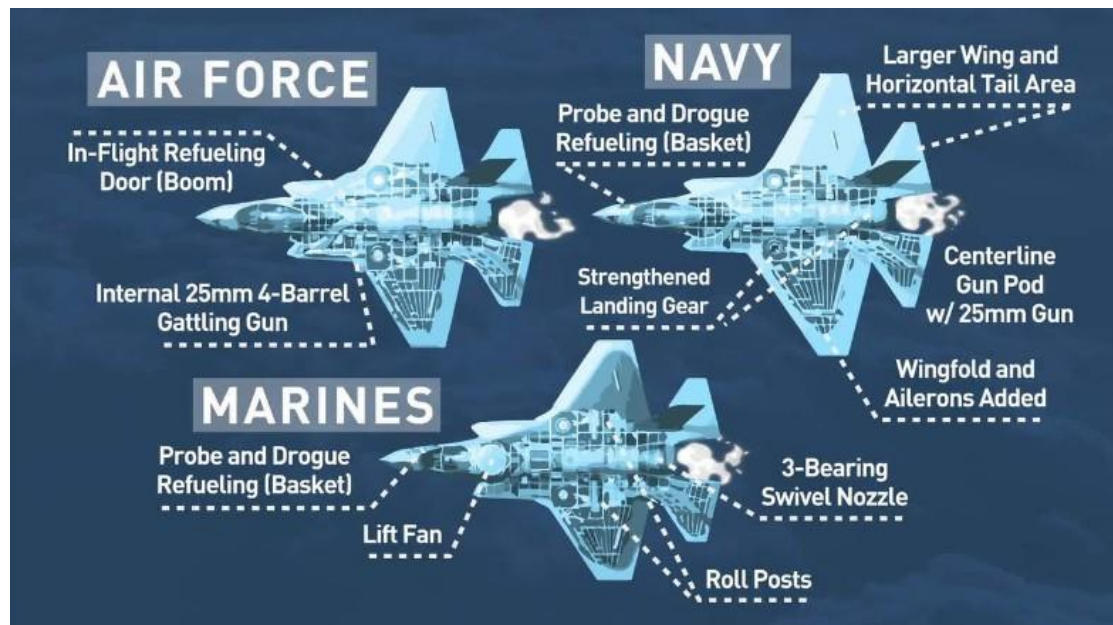 AIR FORCE
In-Flight Refueling
Door (Boom)
Internal 25mm 4-Barrel
Gattling Gun
NAVY
Probe and Drogue
Refueling (Basket)
Larger Wing and
Horizontal Tail Area
Strengthened
Landing Gear
Centerline
Gun Pod
w/ 25mm Gun
Wingfold and
Ailerons Added
MARINES
Probe and Drogue
Refueling (Basket)
Lift Fan
3-Bearing
Swivel Nozzle
Roll Posts